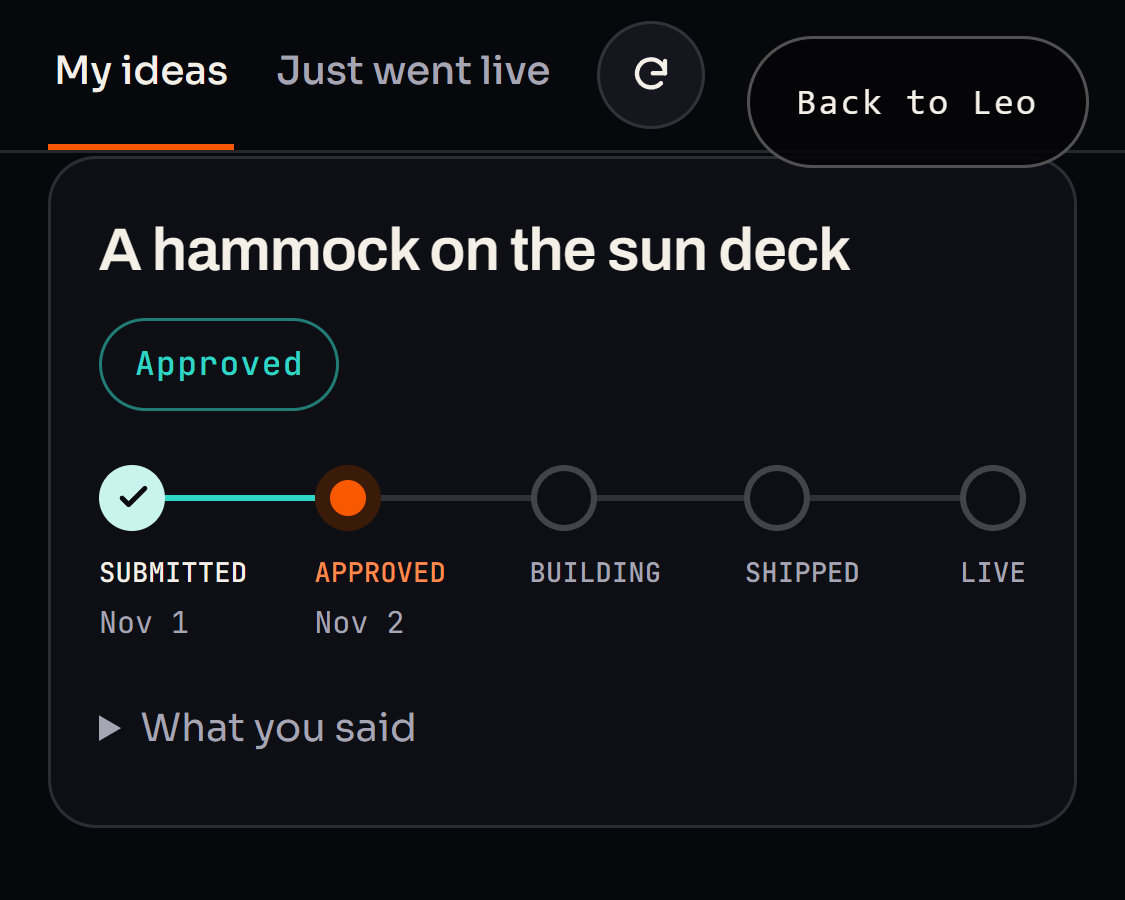 My ideas
Just went live
Back to Leo
A hammock on the sun deck
Approved
SUBMITTED
APPROVED
BUILDING
SHIPPED
LIVE
Nov 1
Nov 2
What you said